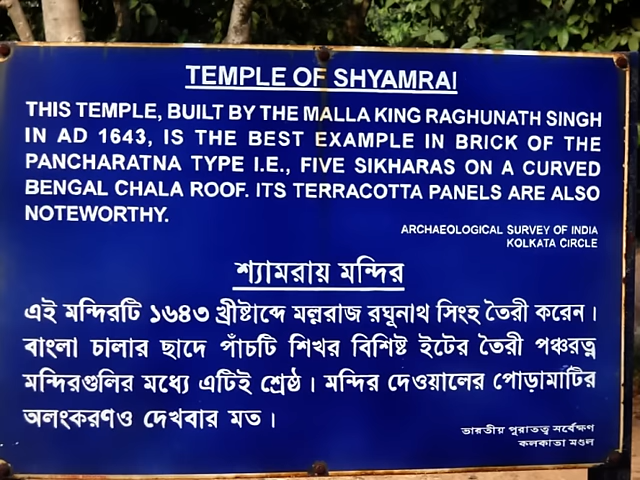 TEMPLE OF SHYAMRAI
THIS TEMPLE, BUILT BY THE MALLA KING RAGHUNATH SINGH
IN AD 1643, IS THE BEST EXAMPLE IN BRICK OF THE
PANCHARATNA TYPE I.E., FIVE SIKHARAS ON A CURVED
BENGAL CHALA ROOF. ITS TERRACOTTA PANELS ARE ALSO
NOTEWORTHY.
ARCHAEOLOGICAL SURVEY OF INDIA
KOLKATA CIRCLE
শ্যামরায় মন্দির
এই মন্দিরটি ১৬৪৩ খ্রীষ্টাব্দে মল্লরাজ রঘুনাথ সিংহ তৈরী করেন।
বাংলা চালার ছাদে পাঁচটি শিখর বিশিষ্ট ইটের তৈরী পঞ্চরত্ন
মন্দিরগুলির মধ্যে এটিই শ্রেষ্ঠ। মন্দির দেওয়ালের পোড়ামাটির
অলংকরণও দেখবার মত।
ভারতীয় পুরাতত্ত্ব সর্বেক্ষণ
কলকাতা মণ্ডল